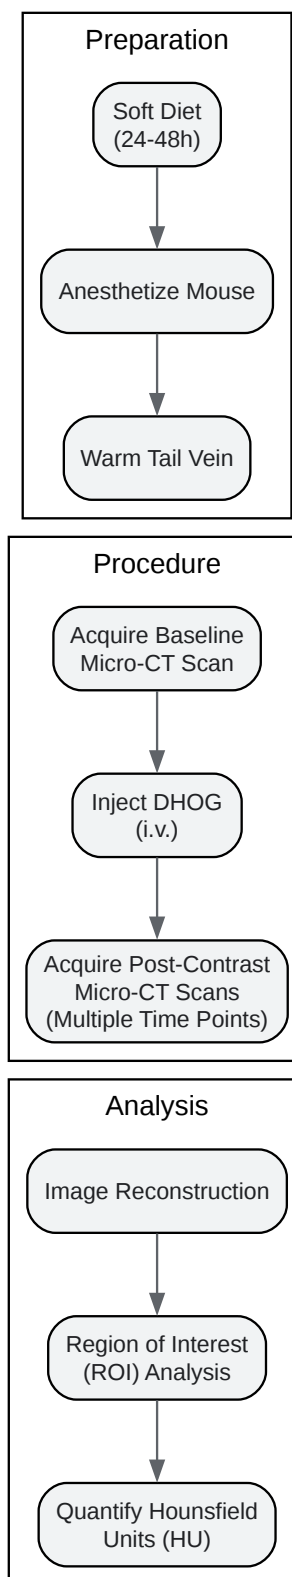 Preparation
Soft Diet
(24-48h)
Anesthetize Mouse
Warm Tail Vein
Procedure
Acquire Baseline
Micro-CT Scan
Inject DHOG
(i.v.)
Acquire Post-Contrast
Micro-CT Scans
(Multiple Time Points)
Analysis
Image Reconstruction
Region of Interest
(ROI) Analysis
Quantify Hounsfield
Units (HU)